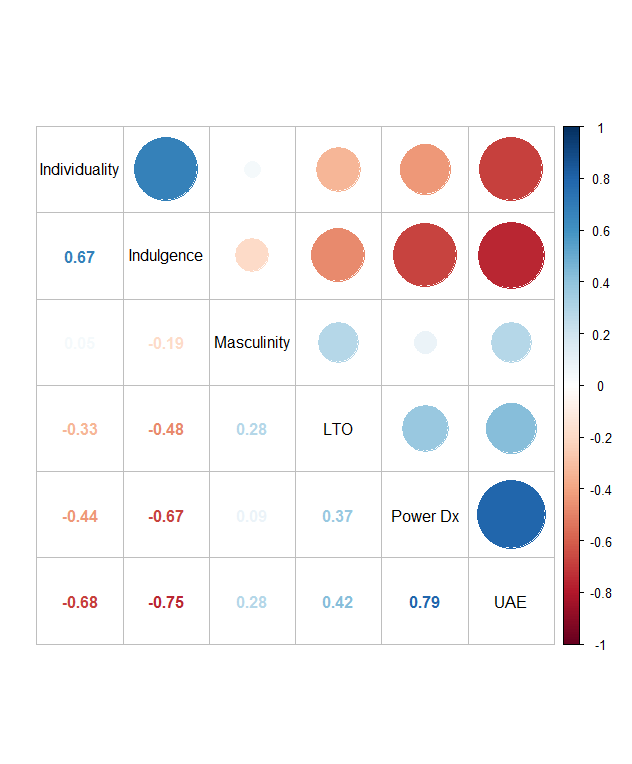 Individuality
0.67 Indulgence
0.05 -0.19 Masculinity
-0.33 -0.48 0.28 LTO
-0.44 -0.67 0.09 0.37 Power Dx
-0.68 -0.75 0.28 0.42 0.79 UAE
1
0.8
0.6
0.4
0.2
0
-0.2
-0.4
-0.6
-0.8
-1